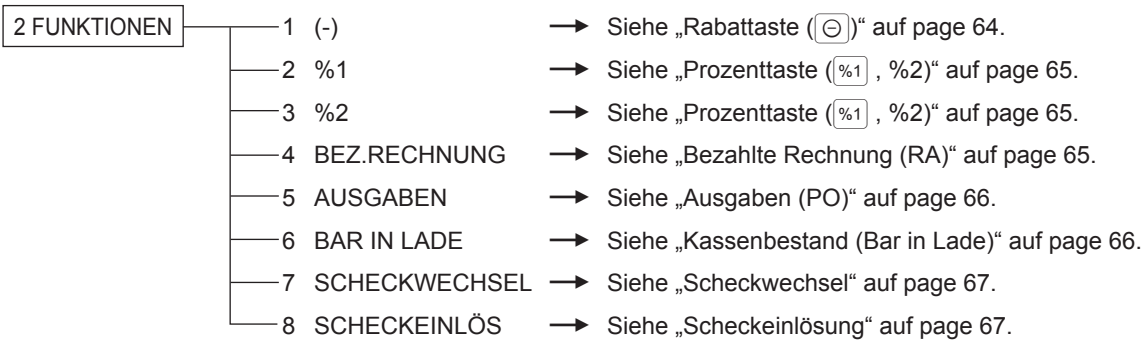 2 FUNKTIONEN 1 (-) → Siehe „Rabattaste (⊖)“ auf page 64.
2 %1 → Siehe „Prozenttaste (%1 , %2)“ auf page 65.
3 %2 → Siehe „Prozenttaste (%1 , %2)“ auf page 65.
4 BEZ.RECHNUNG → Siehe „Bezahlte Rechnung (RA)“ auf page 65.
5 AUSGABEN → Siehe „Ausgaben (PO)“ auf page 66.
6 BAR IN LADE → Siehe „Kassenbestand (Bar in Lade)“ auf page 66.
7 SCHECKWECHSEL → Siehe „Scheckwechsel“ auf page 67.
8 SCHECKEINLÖS → Siehe „Scheckeinlösung“ auf page 67.